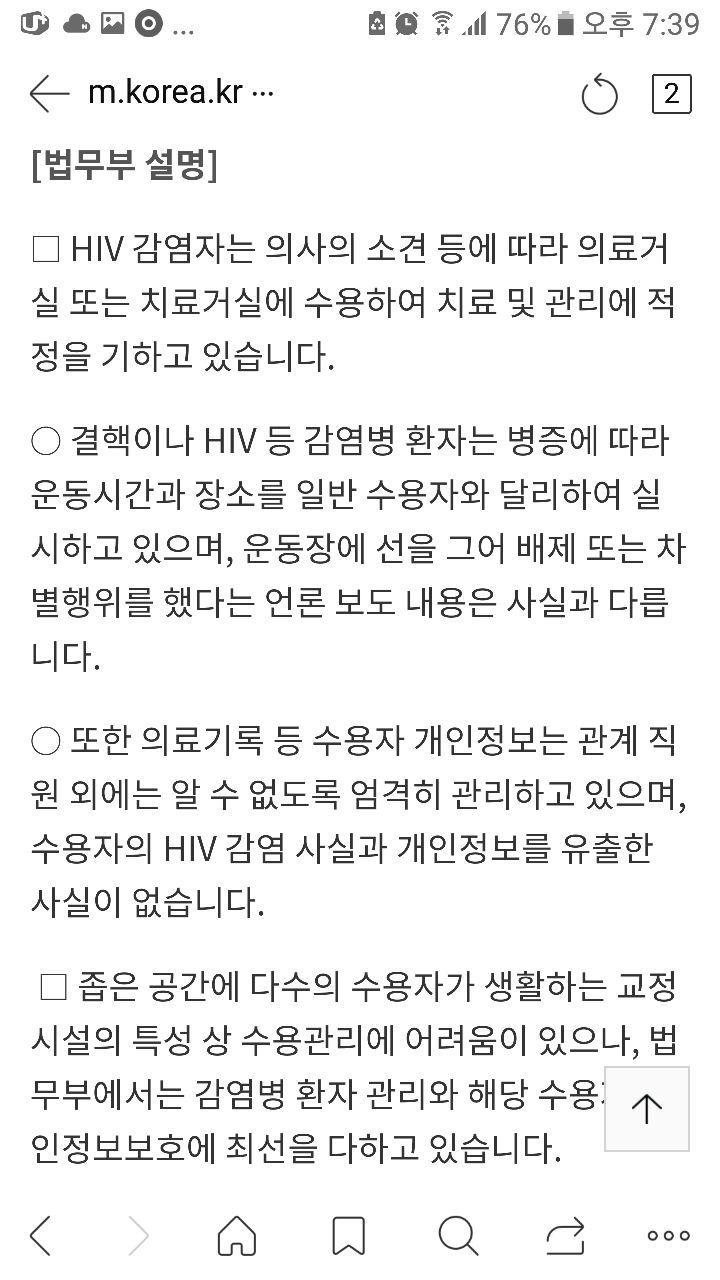 U+ ... 76% 오후 7:39
m.korea.kr ··· 2
[법무부 설명]
□ HIV 감염자는 의사의 소견 등에 따라 의료거
실 또는 치료거실에 수용하여 치료 및 관리에 적
정을 기하고 있습니다.
○ 결핵이나 HIV 등 감염병 환자는 병증에 따라
운동시간과 장소를 일반 수용자와 달리하여 실
시하고 있으며, 운동장에 선을 그어 배제 또는 차
별행위를 했다는 언론 보도 내용은 사실과 다릅
니다.
○ 또한 의료기록 등 수용자 개인정보는 관계 직
원 외에는 알 수 없도록 엄격히 관리하고 있으며,
수용자의 HIV 감염 사실과 개인정보를 유출한
사실이 없습니다.
□ 좁은 공간에 다수의 수용자가 생활하는 교정
시설의 특성 상 수용관리에 어려움이 있으나, 법
무부에서는 감염병 환자 관리와 해당 수용
인정보보호에 최선을 다하고 있습니다.